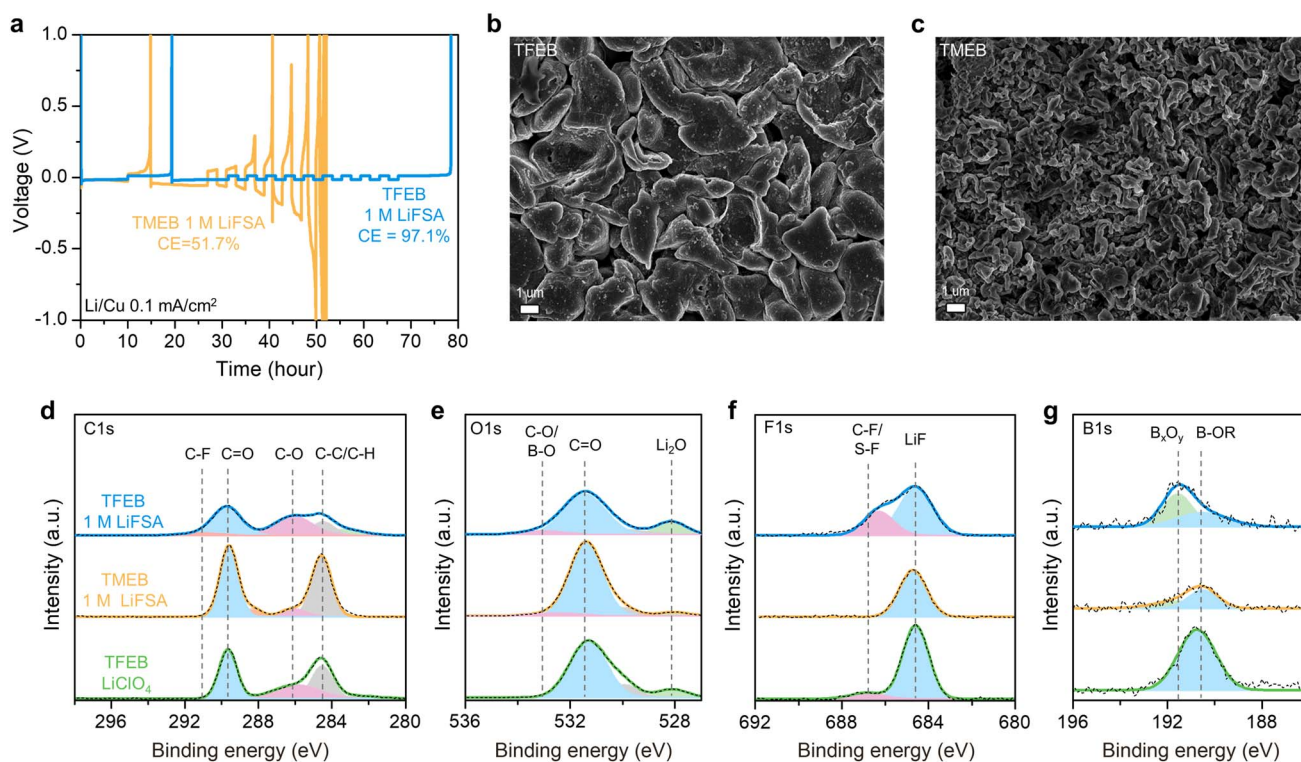 a
Voltage (V)
1.0
0.5
0.0
-0.5
-1.0
TMEB 1 M LiFSA
CE=51.7%
TFEB
1 M LiFSA
CE = 97.1%
Li/Cu 0.1 mA/cm²
0 10 20 30 40 50 60 70 80
Time (hour)
b
TFEB
1 um
c
TMEB
1 um
d
C1s
C-F C=O C-O C-C/C-H
TFEB
1 M LiFSA
TMEB
1 M LiFSA
TFEB
LiClO₄
Intensity (a.u.)
296 292 288 284 280
Binding energy (eV)
e
O1s
C-O/
B-O
C=O
Li₂O
Intensity (a.u.)
536 532 528
Binding energy (eV)
f
F1s
C-F/
S-F
LiF
Intensity (a.u.)
692 688 684 680
Binding energy (eV)
g
B1s
BₓOᵧ B-OR
Intensity (a.u.)
196 192 188
Binding energy (eV)